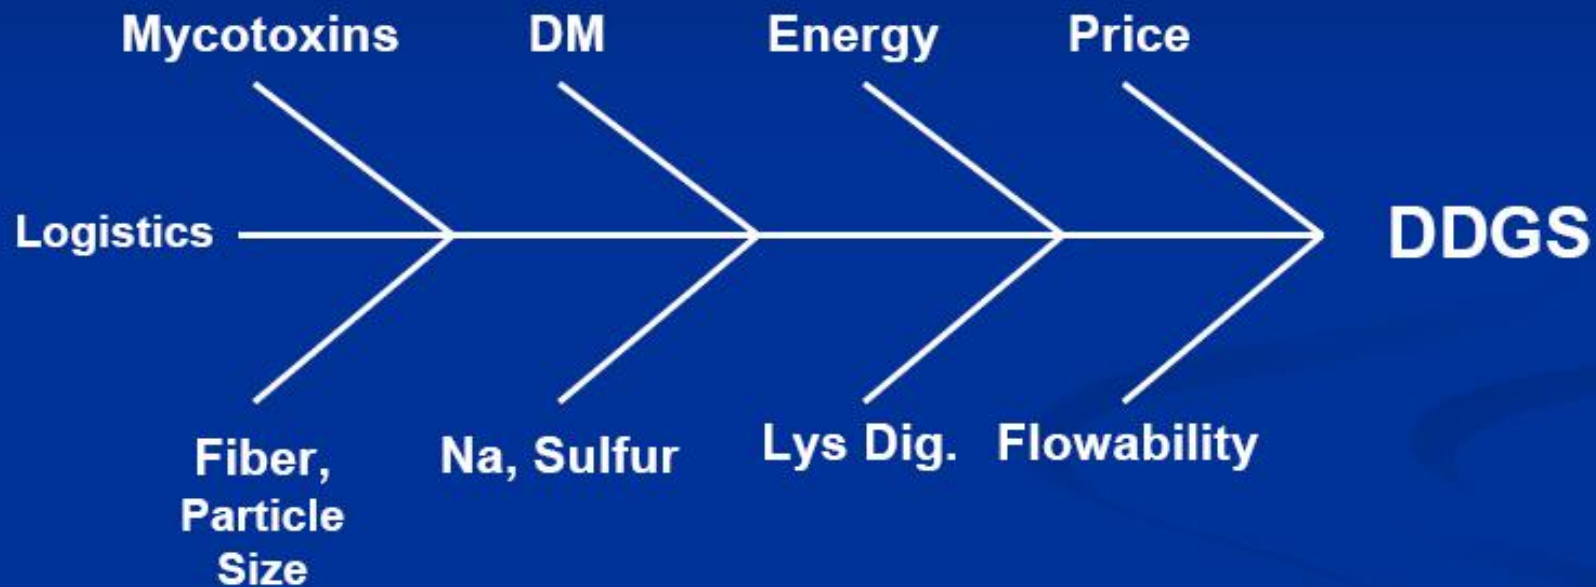 Mycotoxins DM Energy Price
Logistics DDGS
Fiber, Na, Sulfur Lys Dig. Flowability
Particle
Size